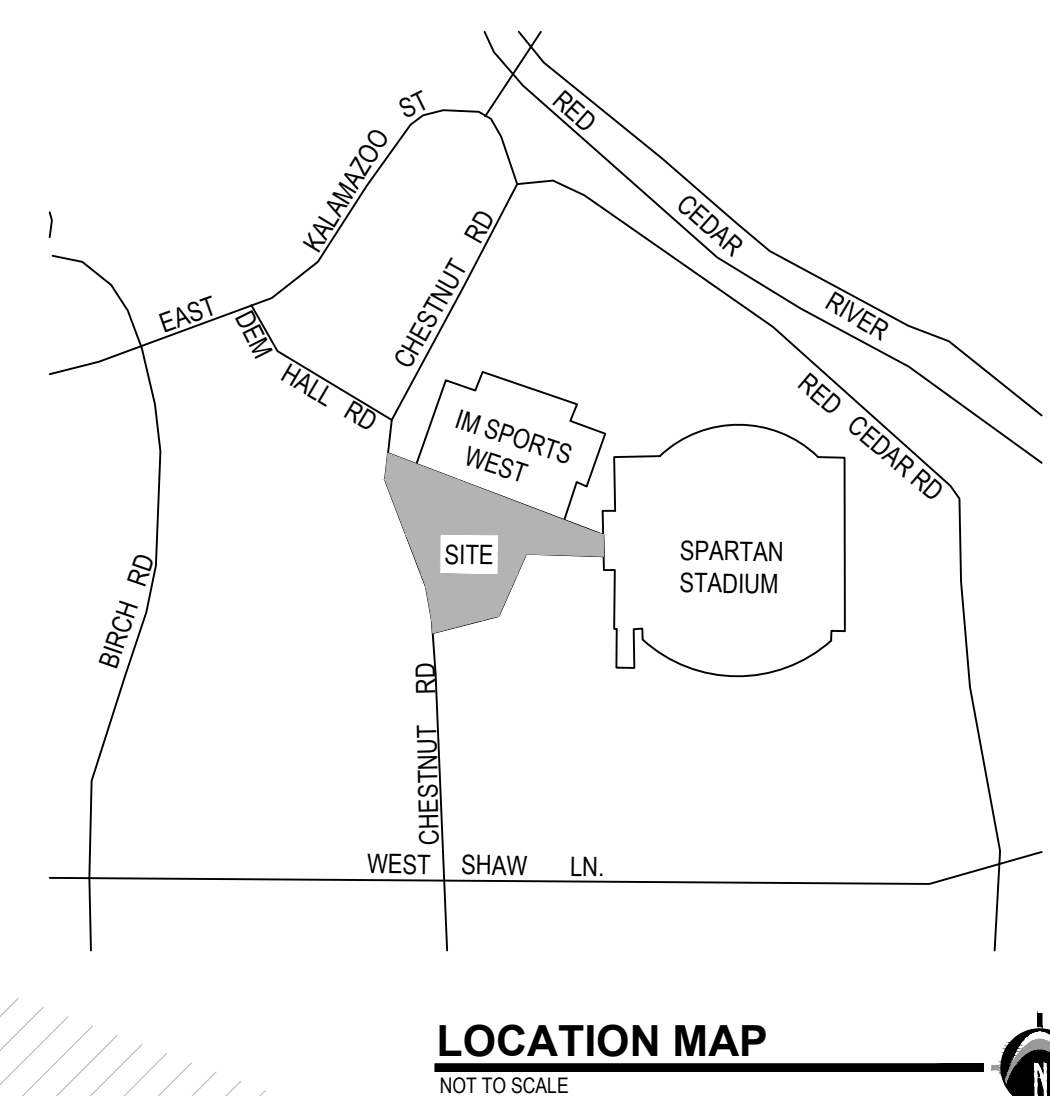 EAST KALAMAZOO ST
RED CEDAR RIVER
CHESTNUT RD
DEM HALL RD
IM SPORTS
WEST
RED CEDAR RD
SITE
SPARTAN
STADIUM
BIRCH RD
CHESTNUT RD
WEST SHAW LN.
LOCATION MAP
NOT TO SCALE
N